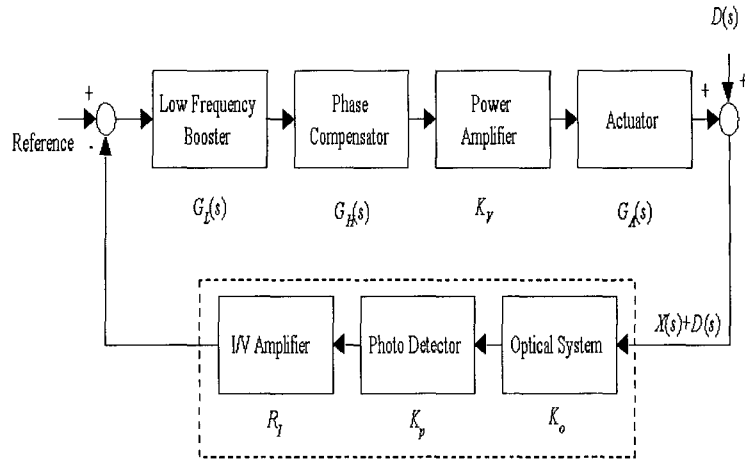 D(s)
+
+
+
Low Frequency
Booster
Phase
Compensator
Power
Amplifier
Actuator
Reference
-
G_L(s)
G_H(s)
K_V
G_A(s)
X(s)+D(s)
I/V Amplifier
Photo Detector
Optical System
R_I
K_p
K_o